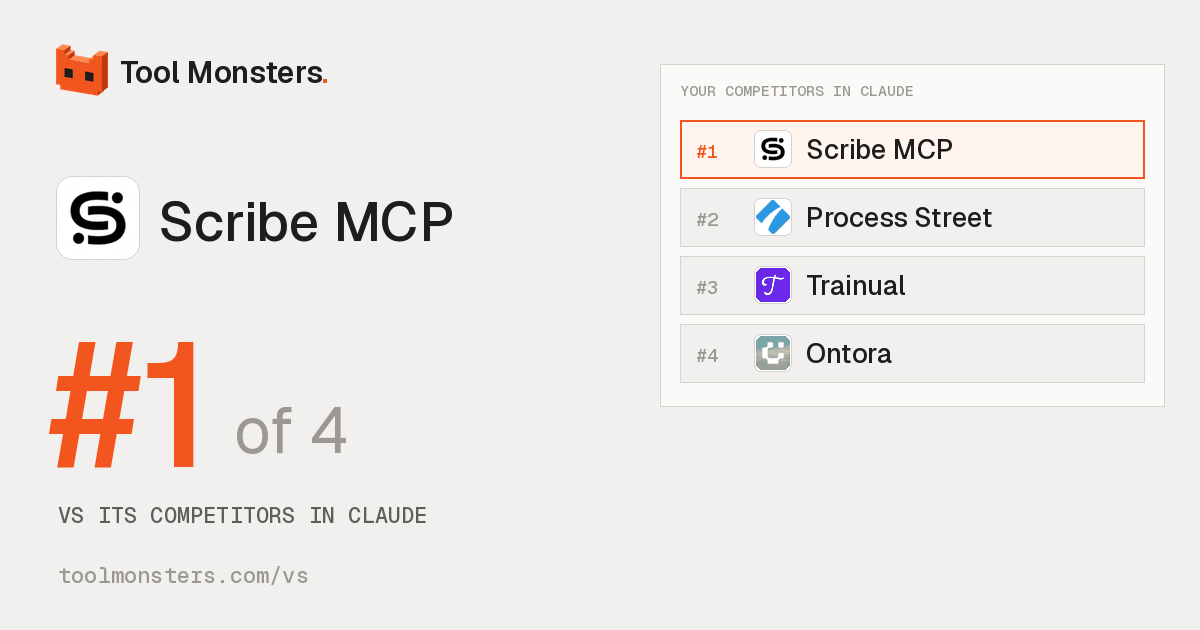 Tool Monsters.
Scribe MCP
#1 of 4
VS ITS COMPETITORS IN CLAUDE
toolmonsters.com/vs
YOUR COMPETITORS IN CLAUDE
#1 Scribe MCP
#2 Process Street
#3 Trainual
#4 Ontora